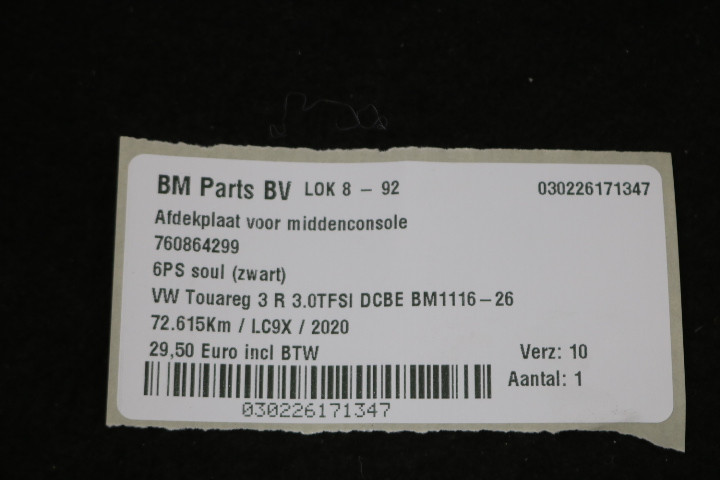 BM Parts BV LOK 8 - 92 030226171347
Afdekplaat voor middenconsole
760864299
6PS soul (zwart)
VW Touareg 3 R 3.0TFSI DCBE BM1116-26
72.615Km / LC9X / 2020
29,50 Euro incl BTW Verz: 10
Aantal: 1
030226171347